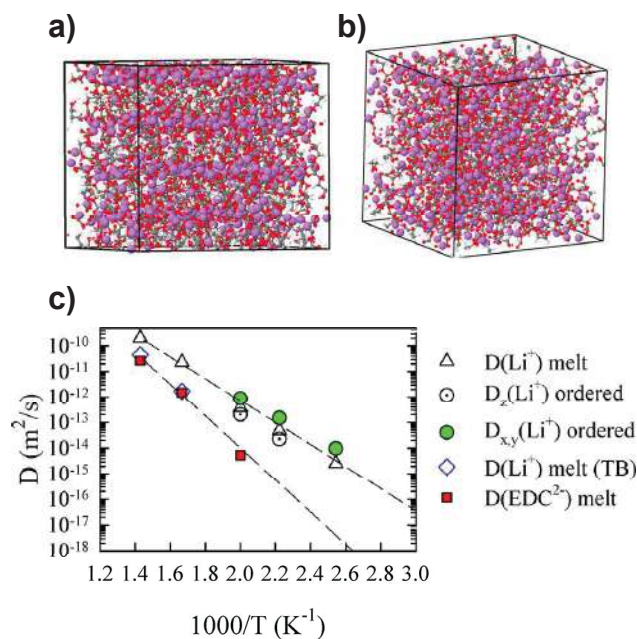 a)
b)
c)
D (m²/s)
10⁻¹⁰
10⁻¹¹
10⁻¹²
10⁻¹³
10⁻¹⁴
10⁻¹⁵
10⁻¹⁶
10⁻¹⁷
10⁻¹⁸
1.2 1.4 1.6 1.8 2.0 2.2 2.4 2.6 2.8 3.0
1000/T (K⁻¹)
D(Li⁺) melt
D_z(Li⁺) ordered
D_x,y(Li⁺) ordered
D(Li⁺) melt (TB)
D(EDC²⁻) melt